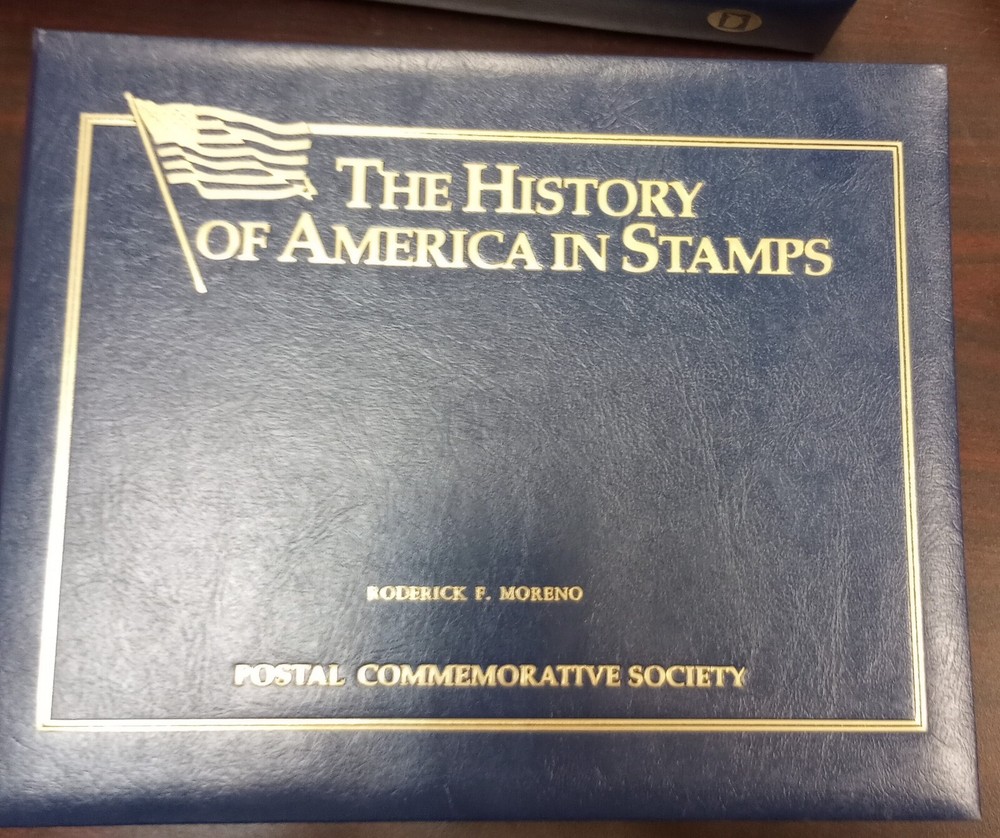 THE HISTORY
OF AMERICA IN STAMPS
RODERICK F. MORENO
POSTAL COMMEMORATIVE SOCIETY